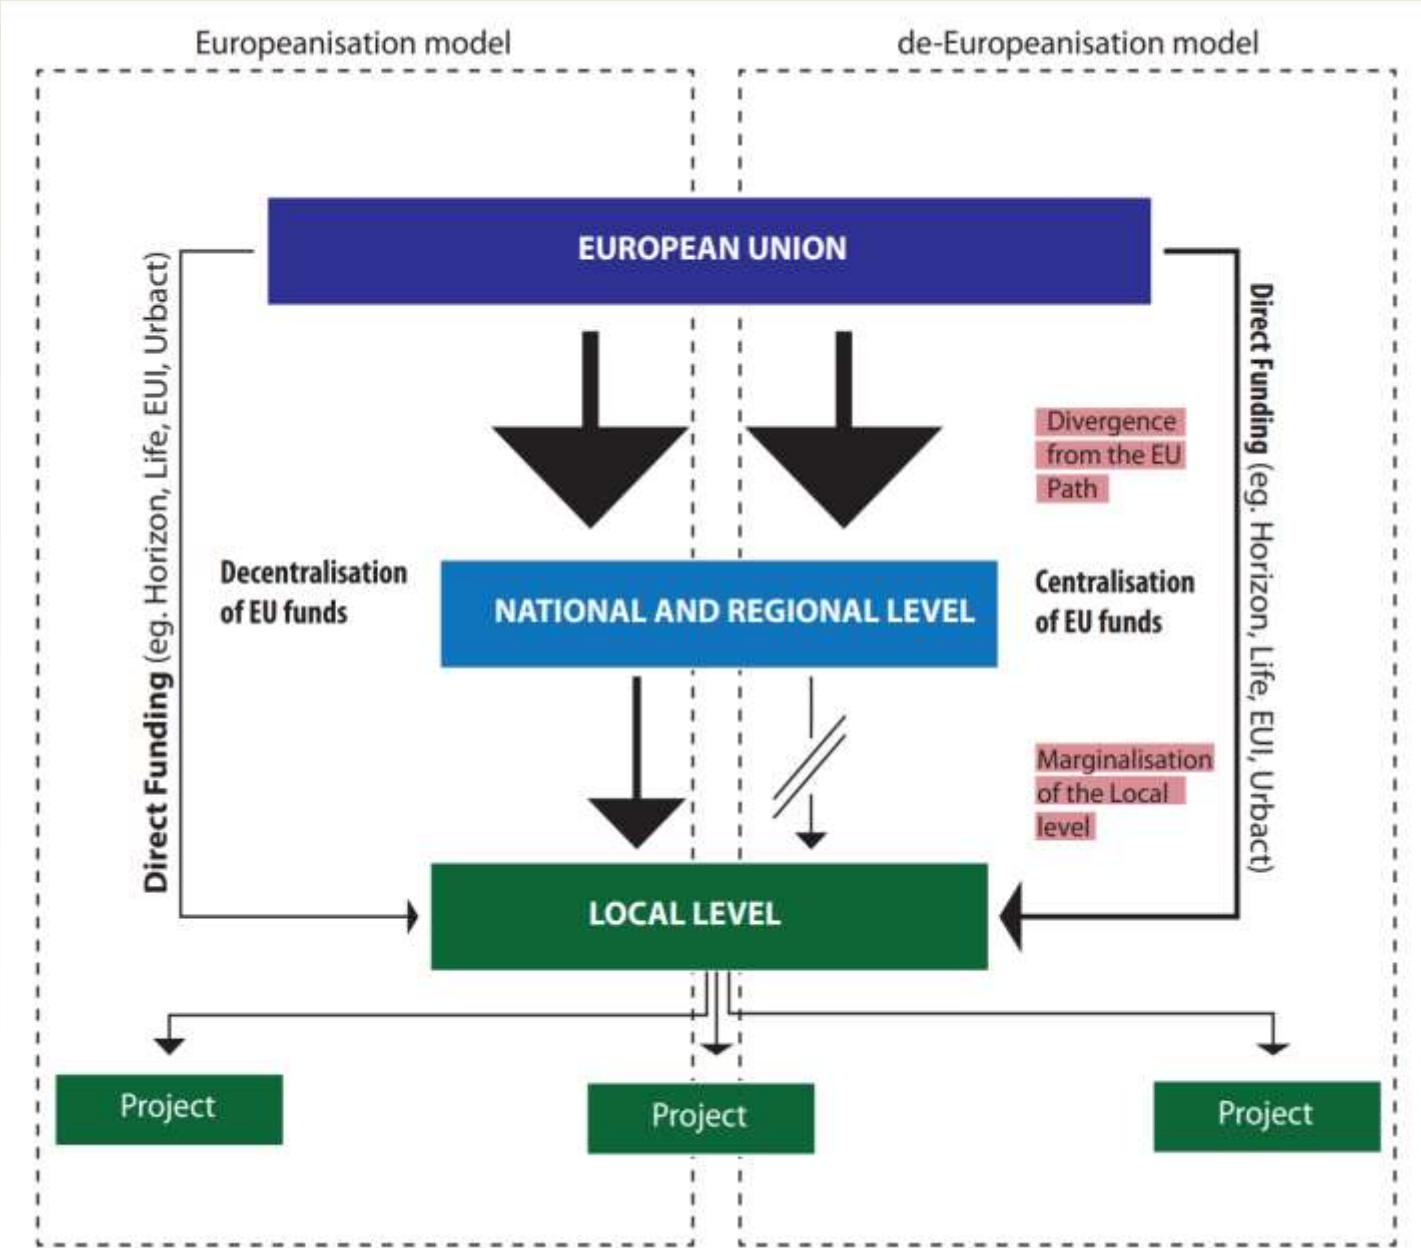 Europeanisation model
de-Europeanisation model
EUROPEAN UNION
Direct Funding (eg. Horizon, Life, EUI, Urbact)
Direct Funding (eg. Horizon, Life, EUI, Urbact)
Divergence
from the EU
Path
Decentralisation
of EU funds
NATIONAL AND REGIONAL LEVEL
Centralisation
of EU funds
Marginalisation
of the Local
level
LOCAL LEVEL
Project
Project
Project